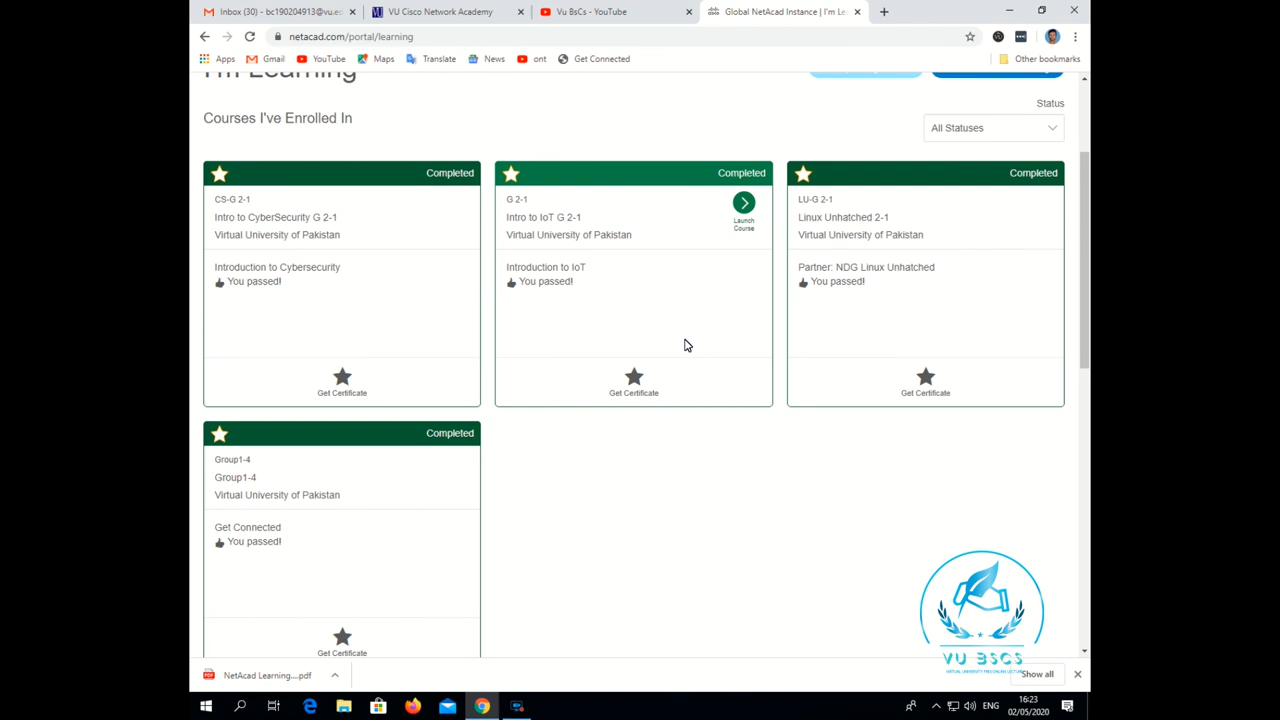 Inbox (30) - bc190204913@vu.e
VU Cisco Network Academy
Vu BsCs - YouTube
Global NetAcad Instance | I'm Le
netacad.com/portal/learning
Apps
Gmail
YouTube
Maps
Translate
News
ont
Get Connected
Other bookmarks
I'm Learning
Courses I've Enrolled In
Status
All Statuses
Completed
CS-G 2-1
Intro to CyberSecurity G 2-1
Virtual University of Pakistan
Introduction to Cybersecurity
You passed!
Get Certificate
Completed
G 2-1
Launch
Course
Intro to IoT G 2-1
Virtual University of Pakistan
Introduction to IoT
You passed!
Get Certificate
Completed
LU-G 2-1
Linux Unhatched 2-1
Virtual University of Pakistan
Partner: NDG Linux Unhatched
You passed!
Get Certificate
Completed
Group1-4
Group1-4
Virtual University of Pakistan
Get Connected
You passed!
Get Certificate
VU BSCS
VIRTUAL UNIVERSITY FREE ONLINE LECTURE
NetAcad Learning....pdf
Show all
ENG
16:23
02/05/2020